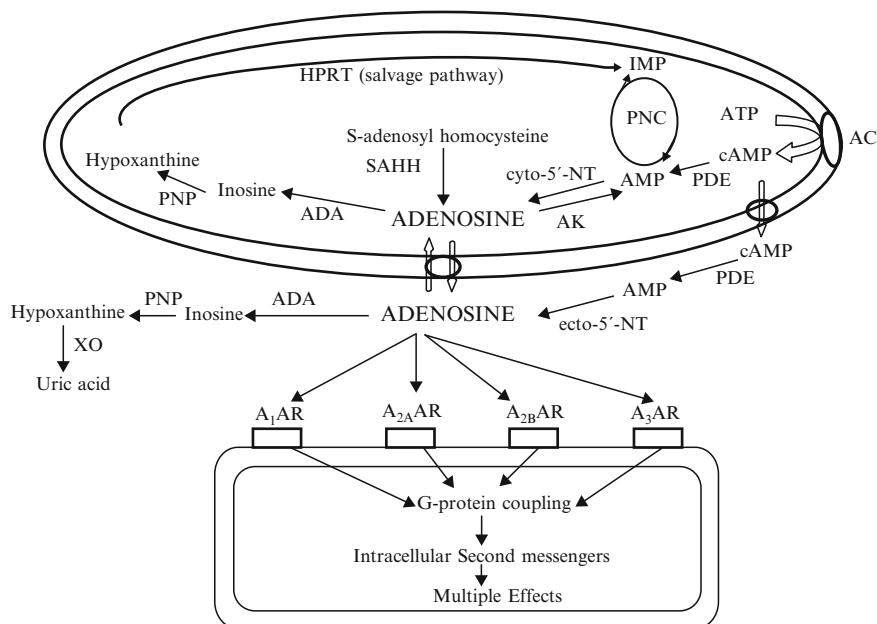 HPRT (salvage pathway)
IMP
PNC
ATP
AC
S-adenosyl homocysteine
cAMP
Hypoxanthine
SAHH
cyto-5´-NT
AMP
PDE
PNP
Inosine
ADA
ADENOSINE
AK
cAMP
PDE
AMP
Hypoxanthine
PNP
Inosine
ADA
ADENOSINE
ecto-5´-NT
XO
Uric acid
A₁AR
A₂AAR
A₂BAR
A₃AR
G-protein coupling
Intracellular Second messengers
Multiple Effects